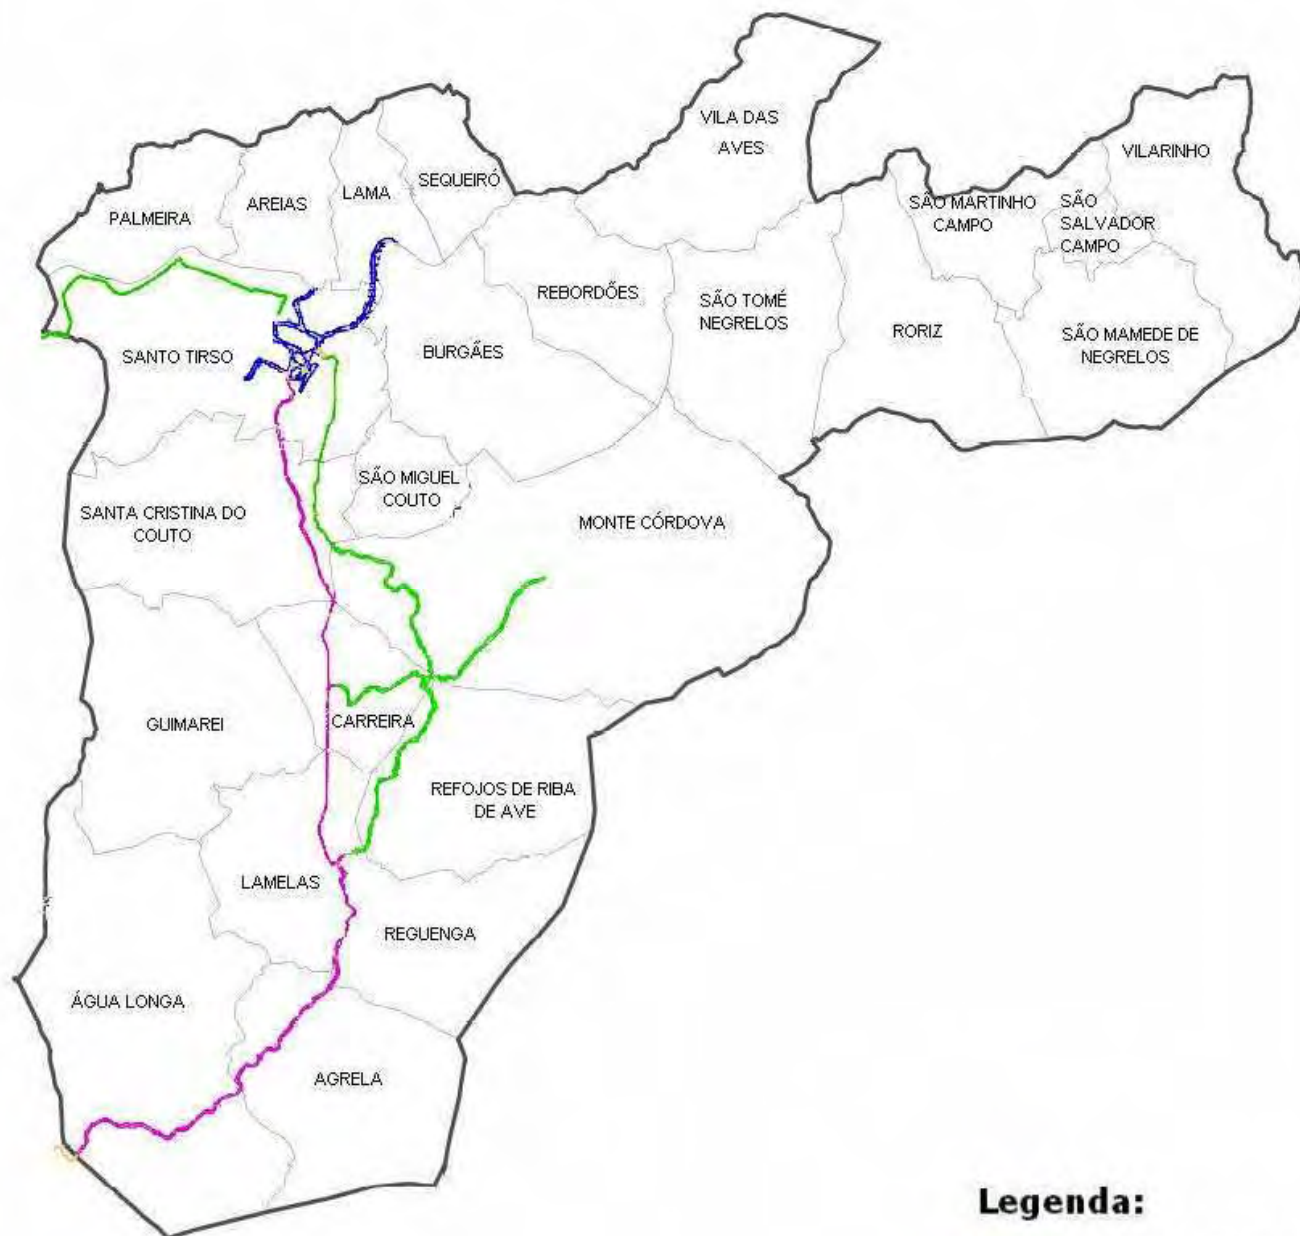 VILA DAS
AVES
VILARINHO
SEQUEIRÓ
LAMA
AREIAS
PALMEIRA
SÃO MARTINHO
CAMPO
SÃO
SALVADOR
CAMPO
REBORDÕES
SÃO TOMÉ
NEGRELOS
RORIZ
SÃO MAMEDE DE
NEGRELOS
SANTO TIRSO
BURGÃES
SÃO MIGUEL
COUTO
SANTA CRISTINA DO
COUTO
MONTE CÓRDOVA
GUIMAREI
CARREIRA
REFOJOS DE RIBA
DE AVE
LAMELAS
REGUENGA
ÁGUA LONGA
AGRELA
Legenda: